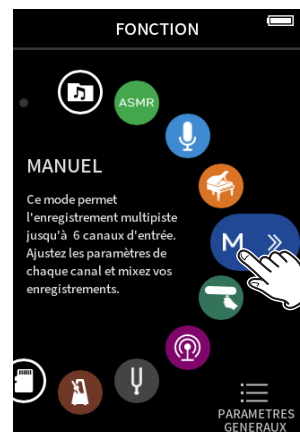 FONCTION
ASMR
MANUEL
Ce mode permet
l'enregistrement multipiste
jusqu'à 6 canaux d'entrée.
Ajustez les paramètres de
chaque canal et mixez vos
enregistrements.
M
PARAMETRES
GENERAUX